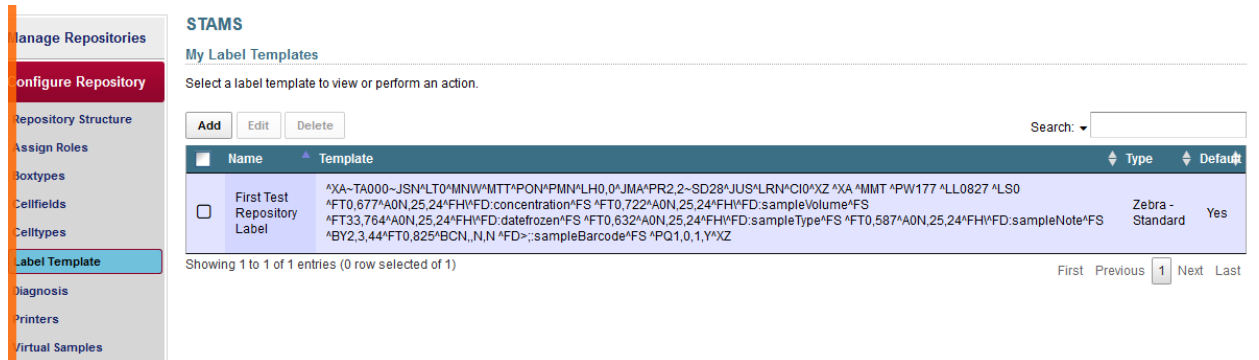 STAMS
Manage Repositories
My Label Templates
Configure Repository
Select a label template to view or perform an action.
Repository Structure
Assign Roles
Boxtypes
Cellfields
Celltypes
Label Template
Diagnosis
Printers
Virtual Samples
Add Edit Delete Search:
Name Template Type Default
First Test
Repository
Label
^XA~TA000~JSN^LT0^MNW^MTT^PON^PMN^LH0,0^JMA^PR2,2~SD28^JUS^LRN^CI0^XZ ^XA ^MMT ^PW177 ^LL0827 ^LS0
^FT0,677^A0N,25,24^FH\^FD:concentration^FS ^FT0,722^A0N,25,24^FH\^FD:sampleVolume^FS
^FT33,764^A0N,25,24^FH\^FD:datefrozen^FS ^FT0,632^A0N,25,24^FH\^FD:sampleType^FS ^FT0,587^A0N,25,24^FH\^FD:sampleNote^FS
^BY2,3,44^FT0,825^BCN,,N,N ^FD>;:sampleBarcode^FS ^PQ1,0,1,Y^XZ
Zebra -
Standard
Yes
Showing 1 to 1 of 1 entries (0 row selected of 1)
First Previous 1 Next Last